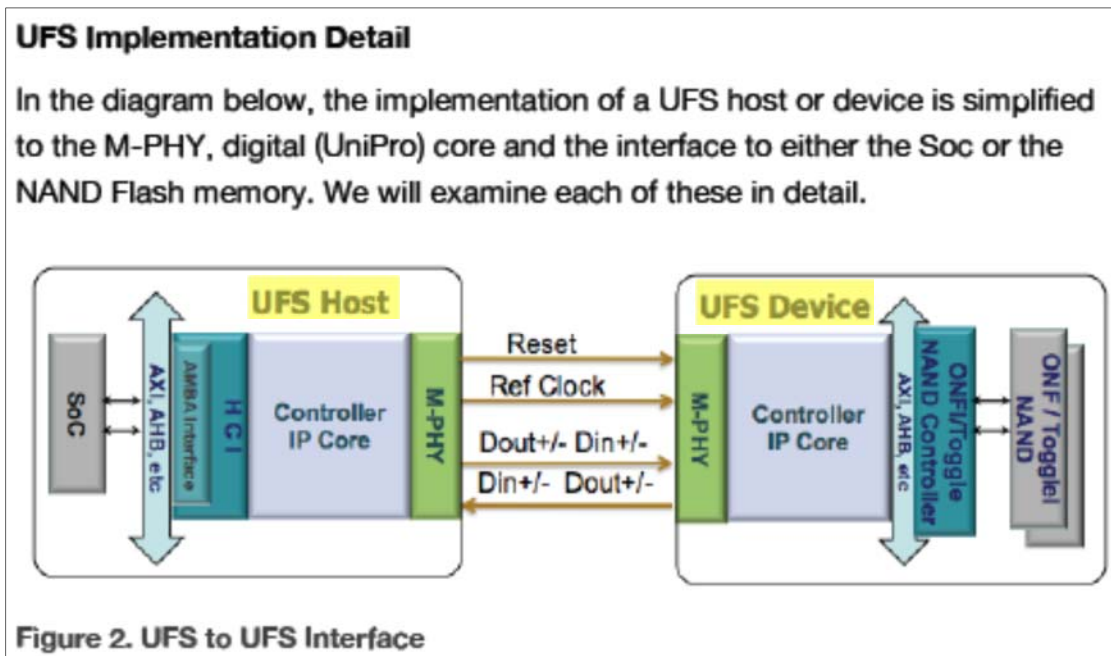 UFS Implementation Detail
In the diagram below, the implementation of a UFS host or device is simplified
to the M-PHY, digital (UniPro) core and the interface to either the Soc or the
NAND Flash memory. We will examine each of these in detail.
UFS Host
SoC
AXI, AHB, etc
AMBA Interface
HCI
Controller
IP Core
M-PHY
Reset
Ref Clock
Dout+/- Din+/-
Din+/- Dout+/-
UFS Device
M-PHY
Controller
IP Core
AXI, AHB, etc
ONFI/Toggle
NAND Controller
ONF / Togglel
NAND
Figure 2. UFS to UFS Interface